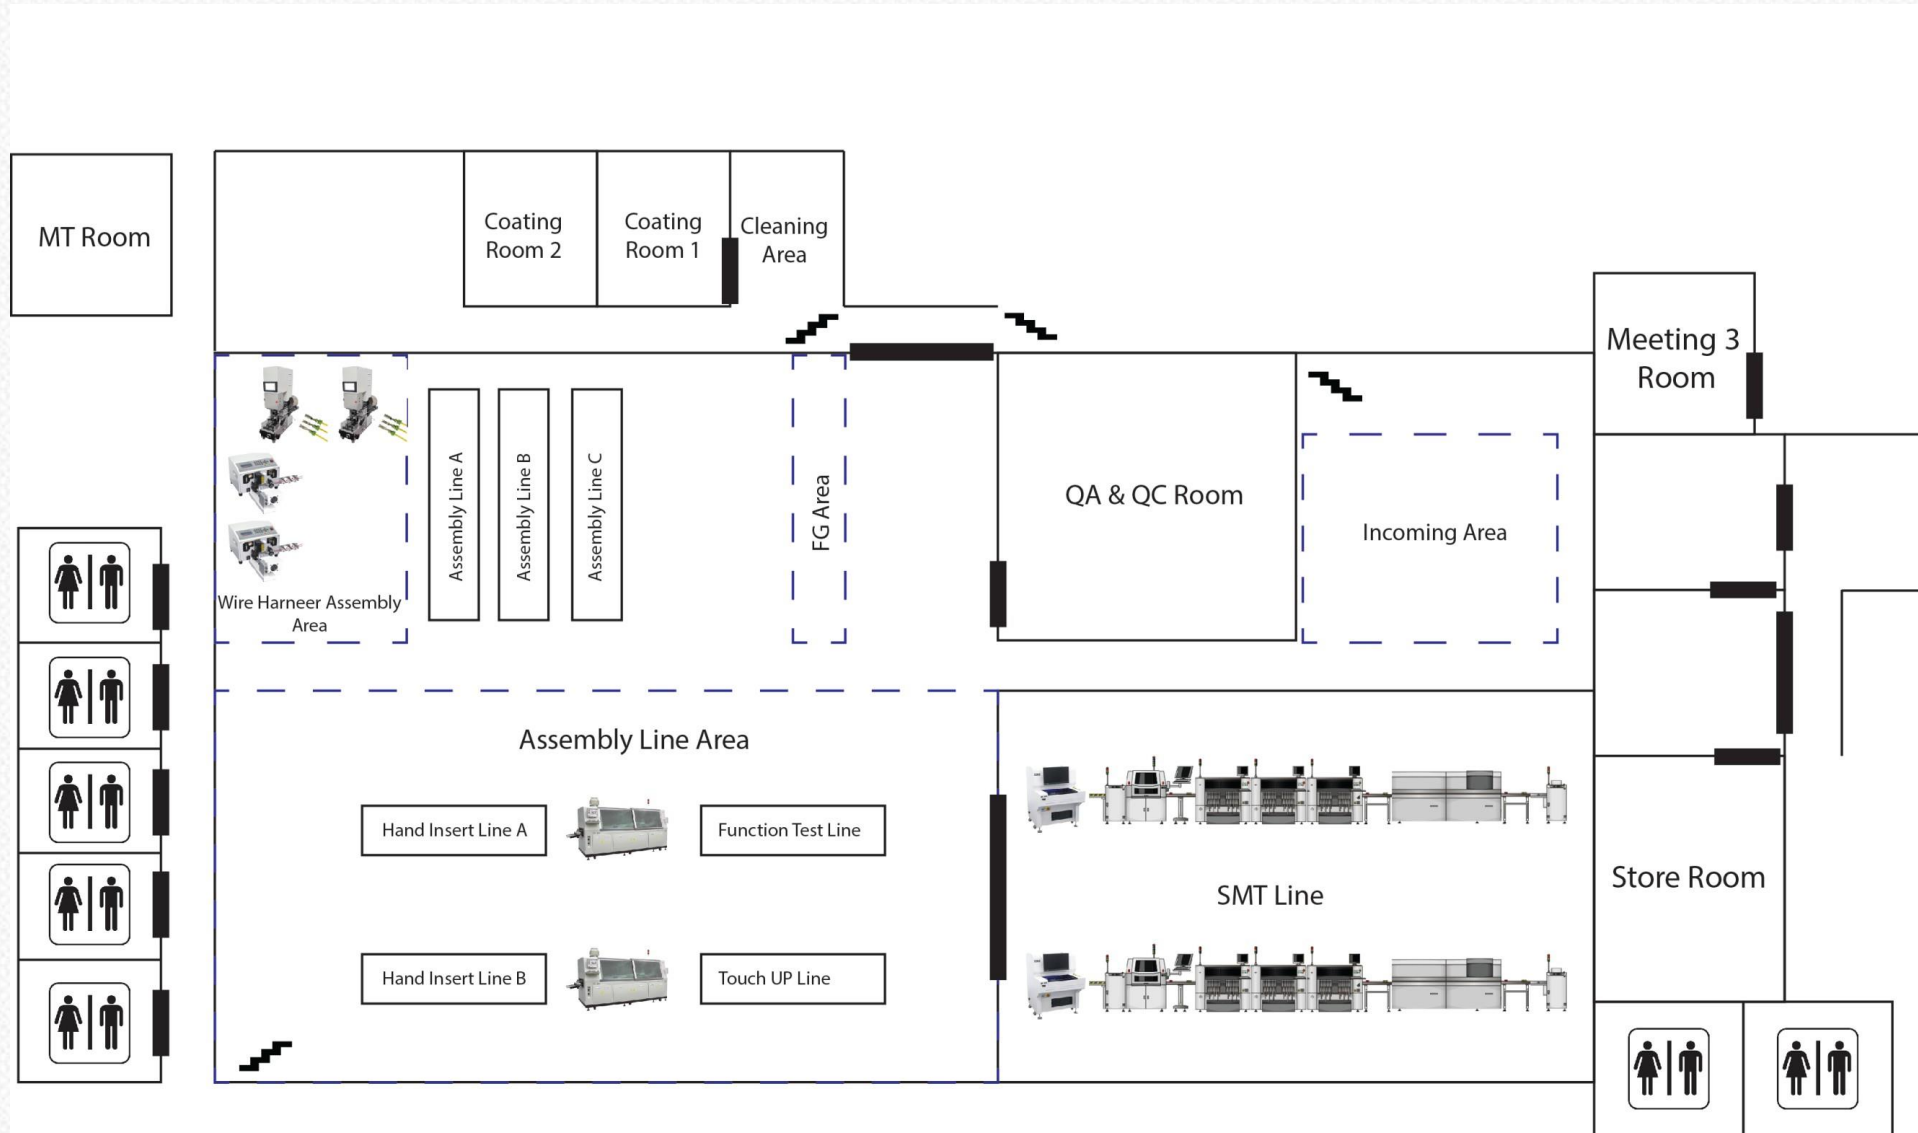 MT Room
Coating
Room 2
Coating
Room 1
Cleaning
Area
Meeting 3
Room
Wire Harneer Assembly
Area
Assembly Line A
Assembly Line B
Assembly Line C
FG Area
QA & QC Room
Incoming Area
Assembly Line Area
Hand Insert Line A
Function Test Line
Hand Insert Line B
Touch UP Line
SMT Line
Store Room